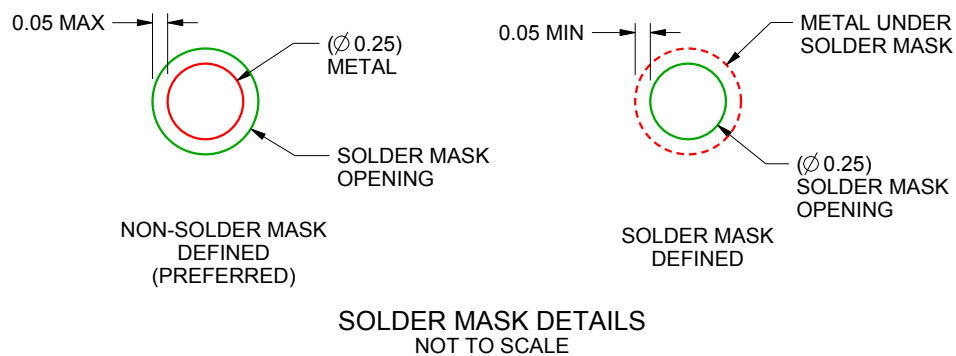 0.05 MAX
(∅ 0.25)
METAL
SOLDER MASK
OPENING
NON-SOLDER MASK
DEFINED
(PREFERRED)
0.05 MIN
METAL UNDER
SOLDER MASK
(∅ 0.25)
SOLDER MASK
OPENING
SOLDER MASK
DEFINED
SOLDER MASK DETAILS
NOT TO SCALE